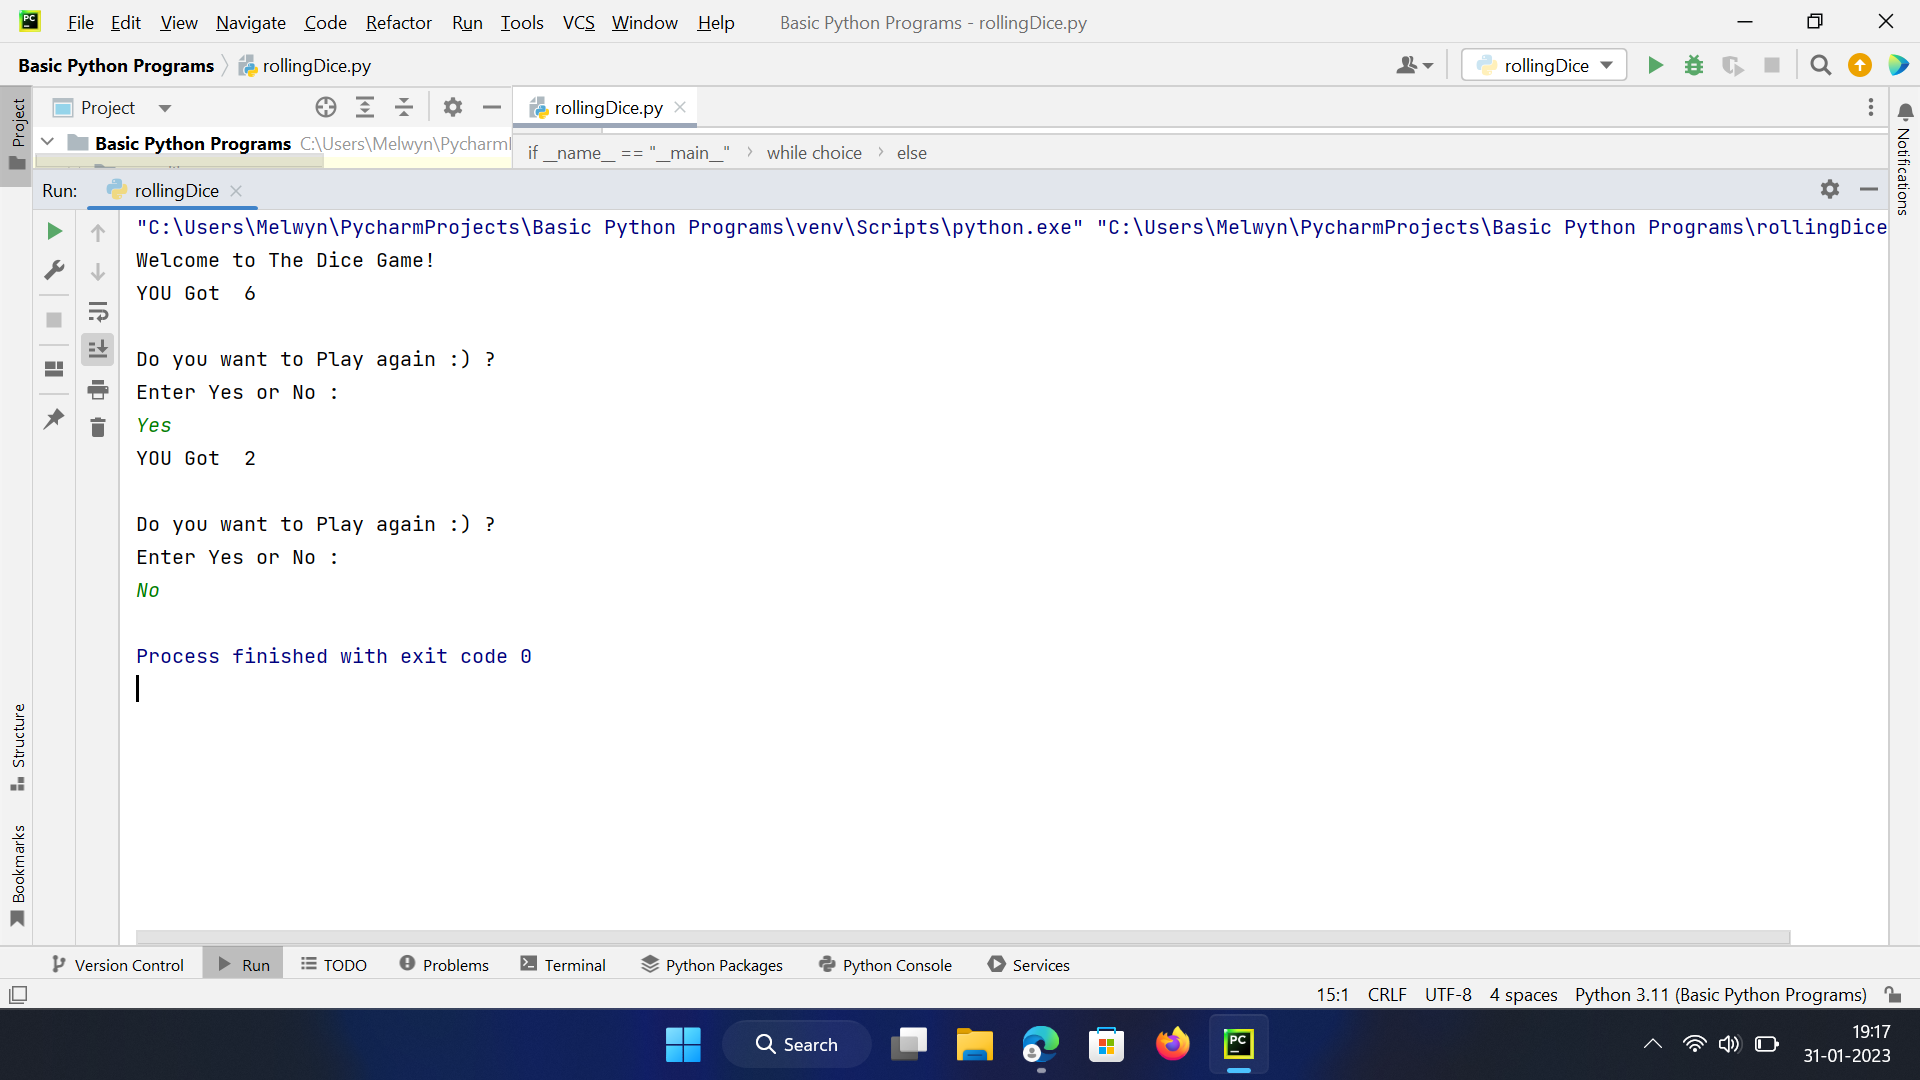 PC File Edit View Navigate Code Refactor Run Tools VCS Window Help Basic Python Programs - rollingDice.py
Basic Python Programs rollingDice.py rollingDice
Project Project rollingDice.py
Basic Python Programs C:\Users\Melwyn\Pycharm
if __name__ == "__main__" while choice else
Notifications
Run: rollingDice
"C:\Users\Melwyn\PycharmProjects\Basic Python Programs\venv\Scripts\python.exe" "C:\Users\Melwyn\PycharmProjects\Basic Python Programs\rollingDice
Welcome to The Dice Game!
YOU Got  6
Do you want to Play again :) ?
Enter Yes or No :
Yes
YOU Got  2
Do you want to Play again :) ?
Enter Yes or No :
No
Process finished with exit code 0
Structure
Bookmarks
Version Control Run TODO Problems Terminal Python Packages Python Console Services
15:1 CRLF UTF-8 4 spaces Python 3.11 (Basic Python Programs)
Search PC 19:17
31-01-2023